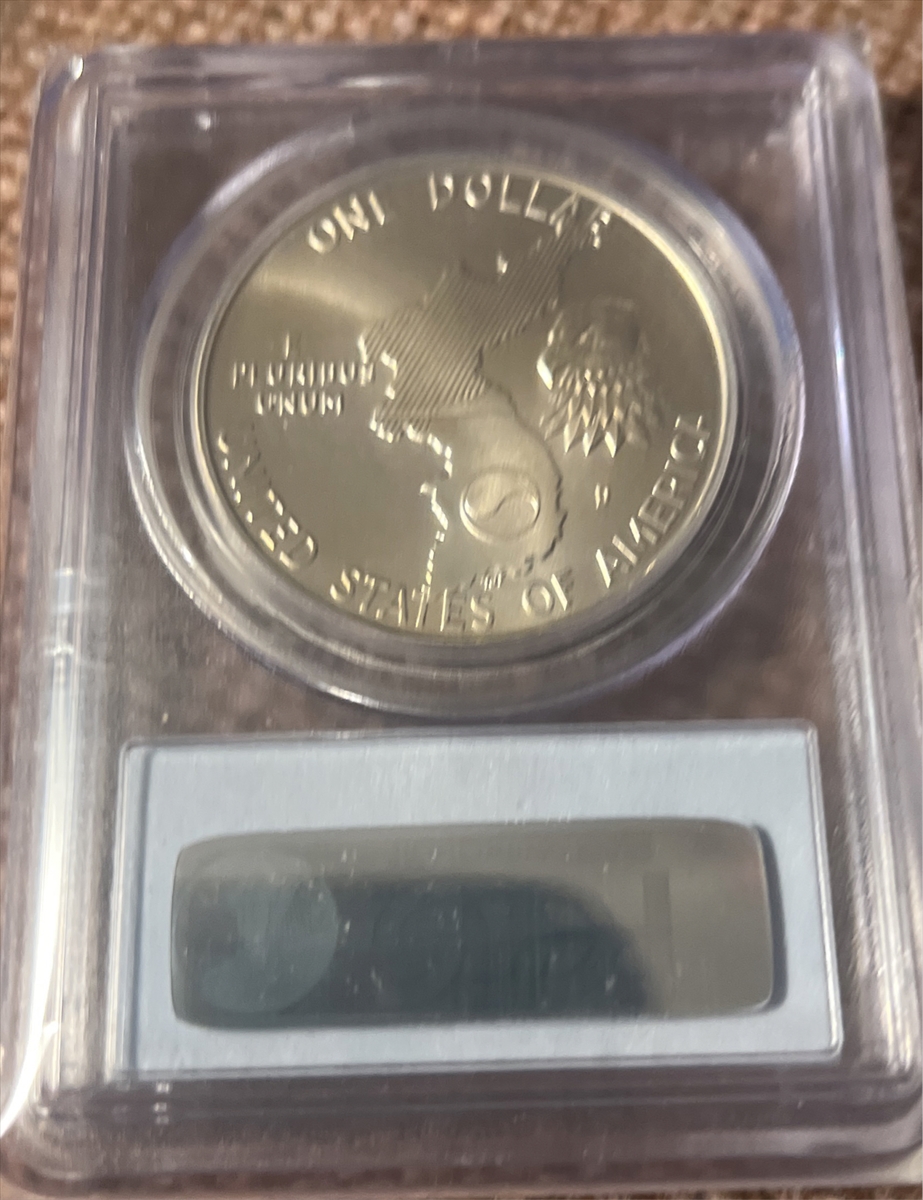 ONE DOLLAR
E
PLURIBUS
UNUM
D
UNITED STATES OF AMERICA